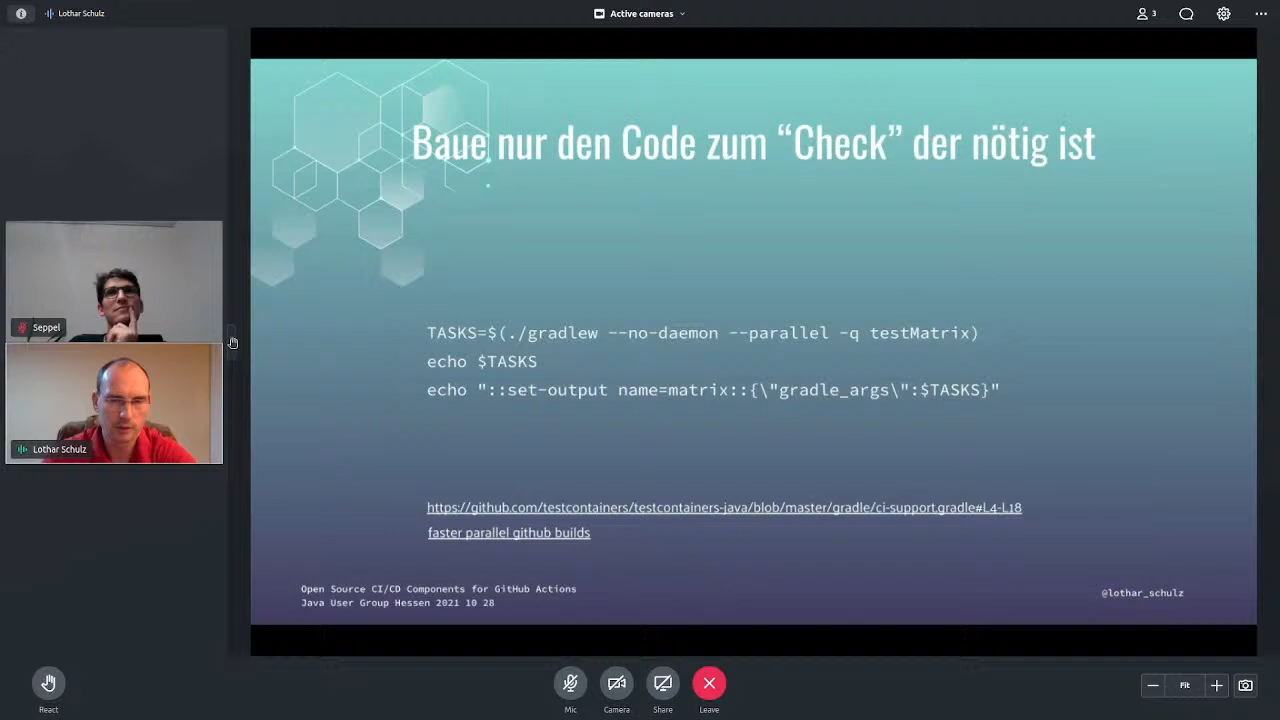 Lothar Schulz
Active cameras
3
Baue nur den Code zum “Check” der nötig ist
Seppel
Lothar Schulz
TASKS=$(./gradlew --no-daemon --parallel -q testMatrix)
echo $TASKS
echo "::set-output name=matrix::{\"gradle_args\":$TASKS}"
https://github.com/testcontainers/testcontainers-java/blob/master/gradle/ci-support.gradle#L4-L18
faster parallel github builds
Open Source CI/CD Components for GitHub Actions
Java User Group Hessen 2021 10 28
@lothar_schulz
React
Mic
Camera
Share
Leave
Fit